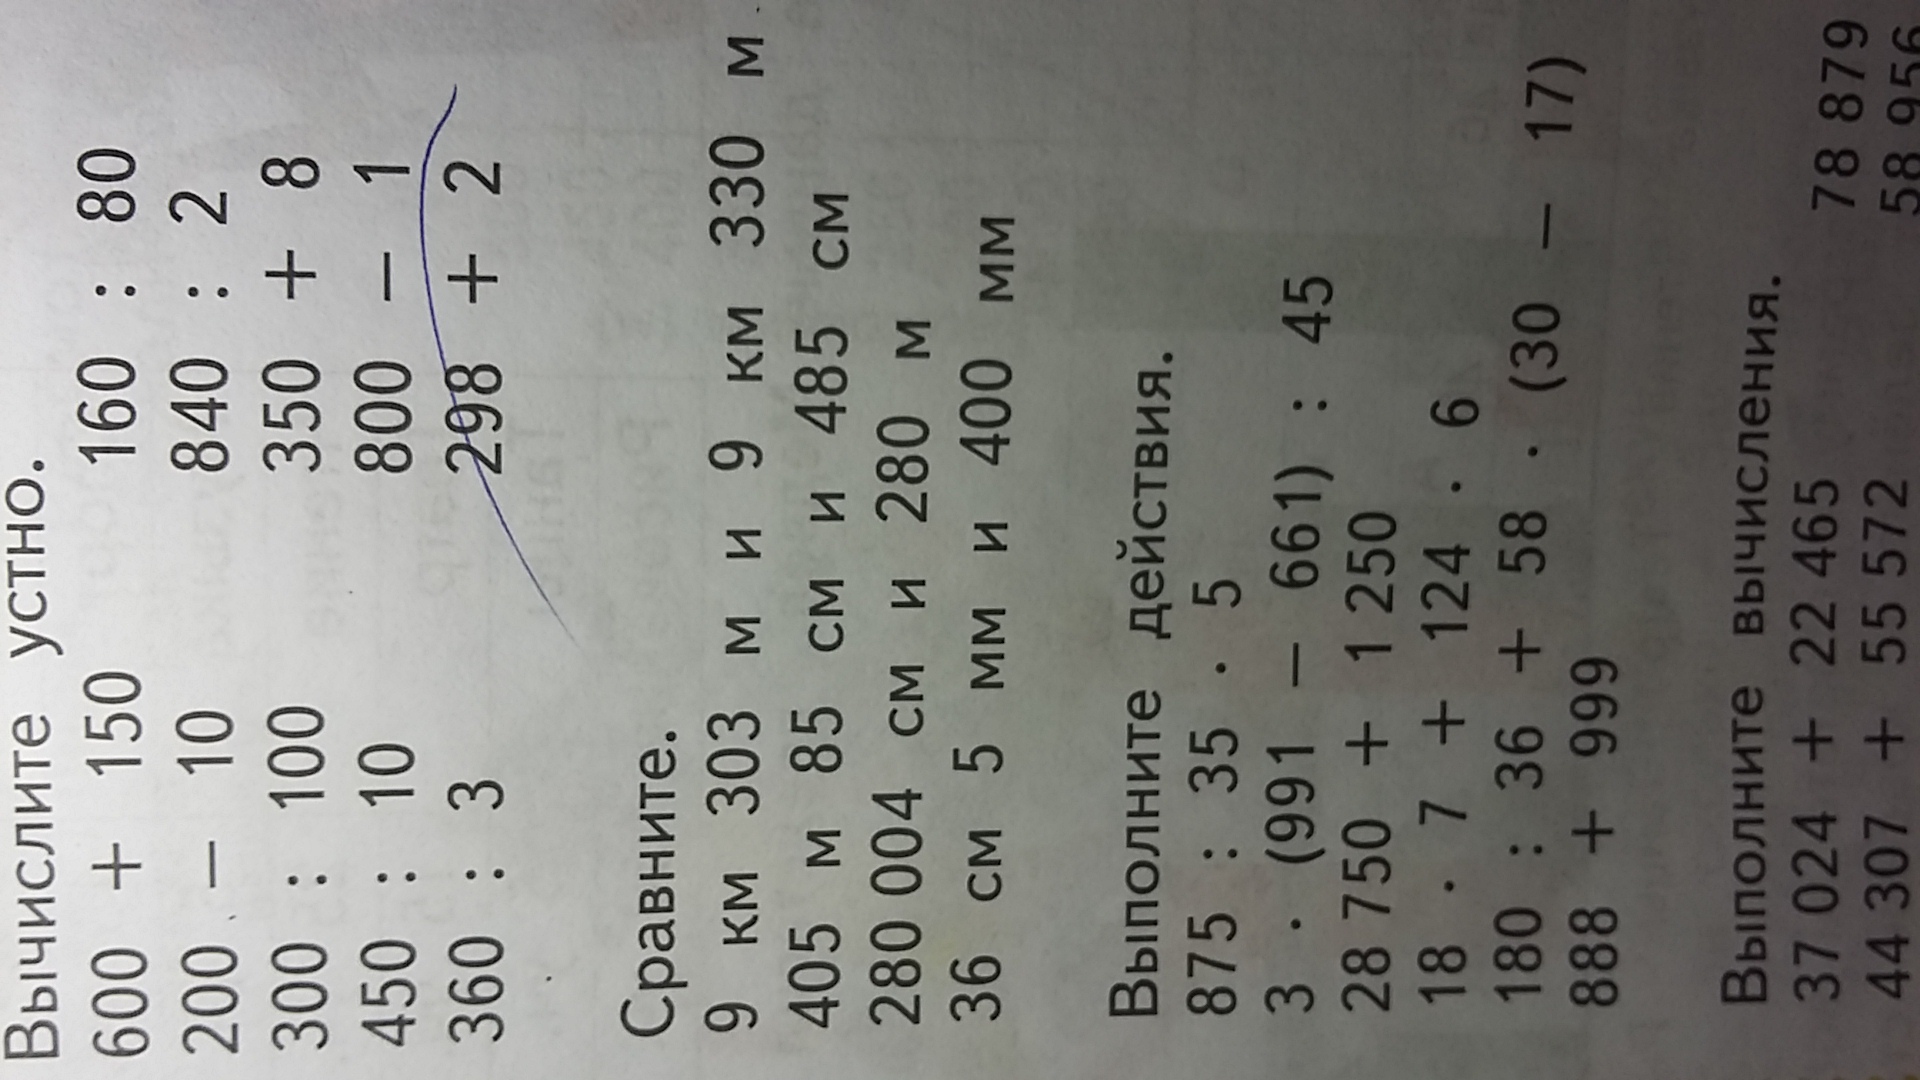 Вычислите устно.
600 + 150 160 : 80
200 − 10 840 : 2
300 : 100 350 + 8
450 : 10 800 − 1
360 : 3 298 + 2
Сравните.
9 км 303 м и 9 км 330 м
405 м 85 см и 485 см
280 004 см и 280 м
36 см 5 мм и 400 мм
Выполните действия.
875 : 35 · 5
3 · (991 − 661) : 45
28 750 + 1 250
18 · 7 + 124 · 6
180 : 36 + 58 · (30 − 17)
888 + 999
Выполните вычисления.
37 024 + 22 465 78 879
44 307 + 55 572 58 956